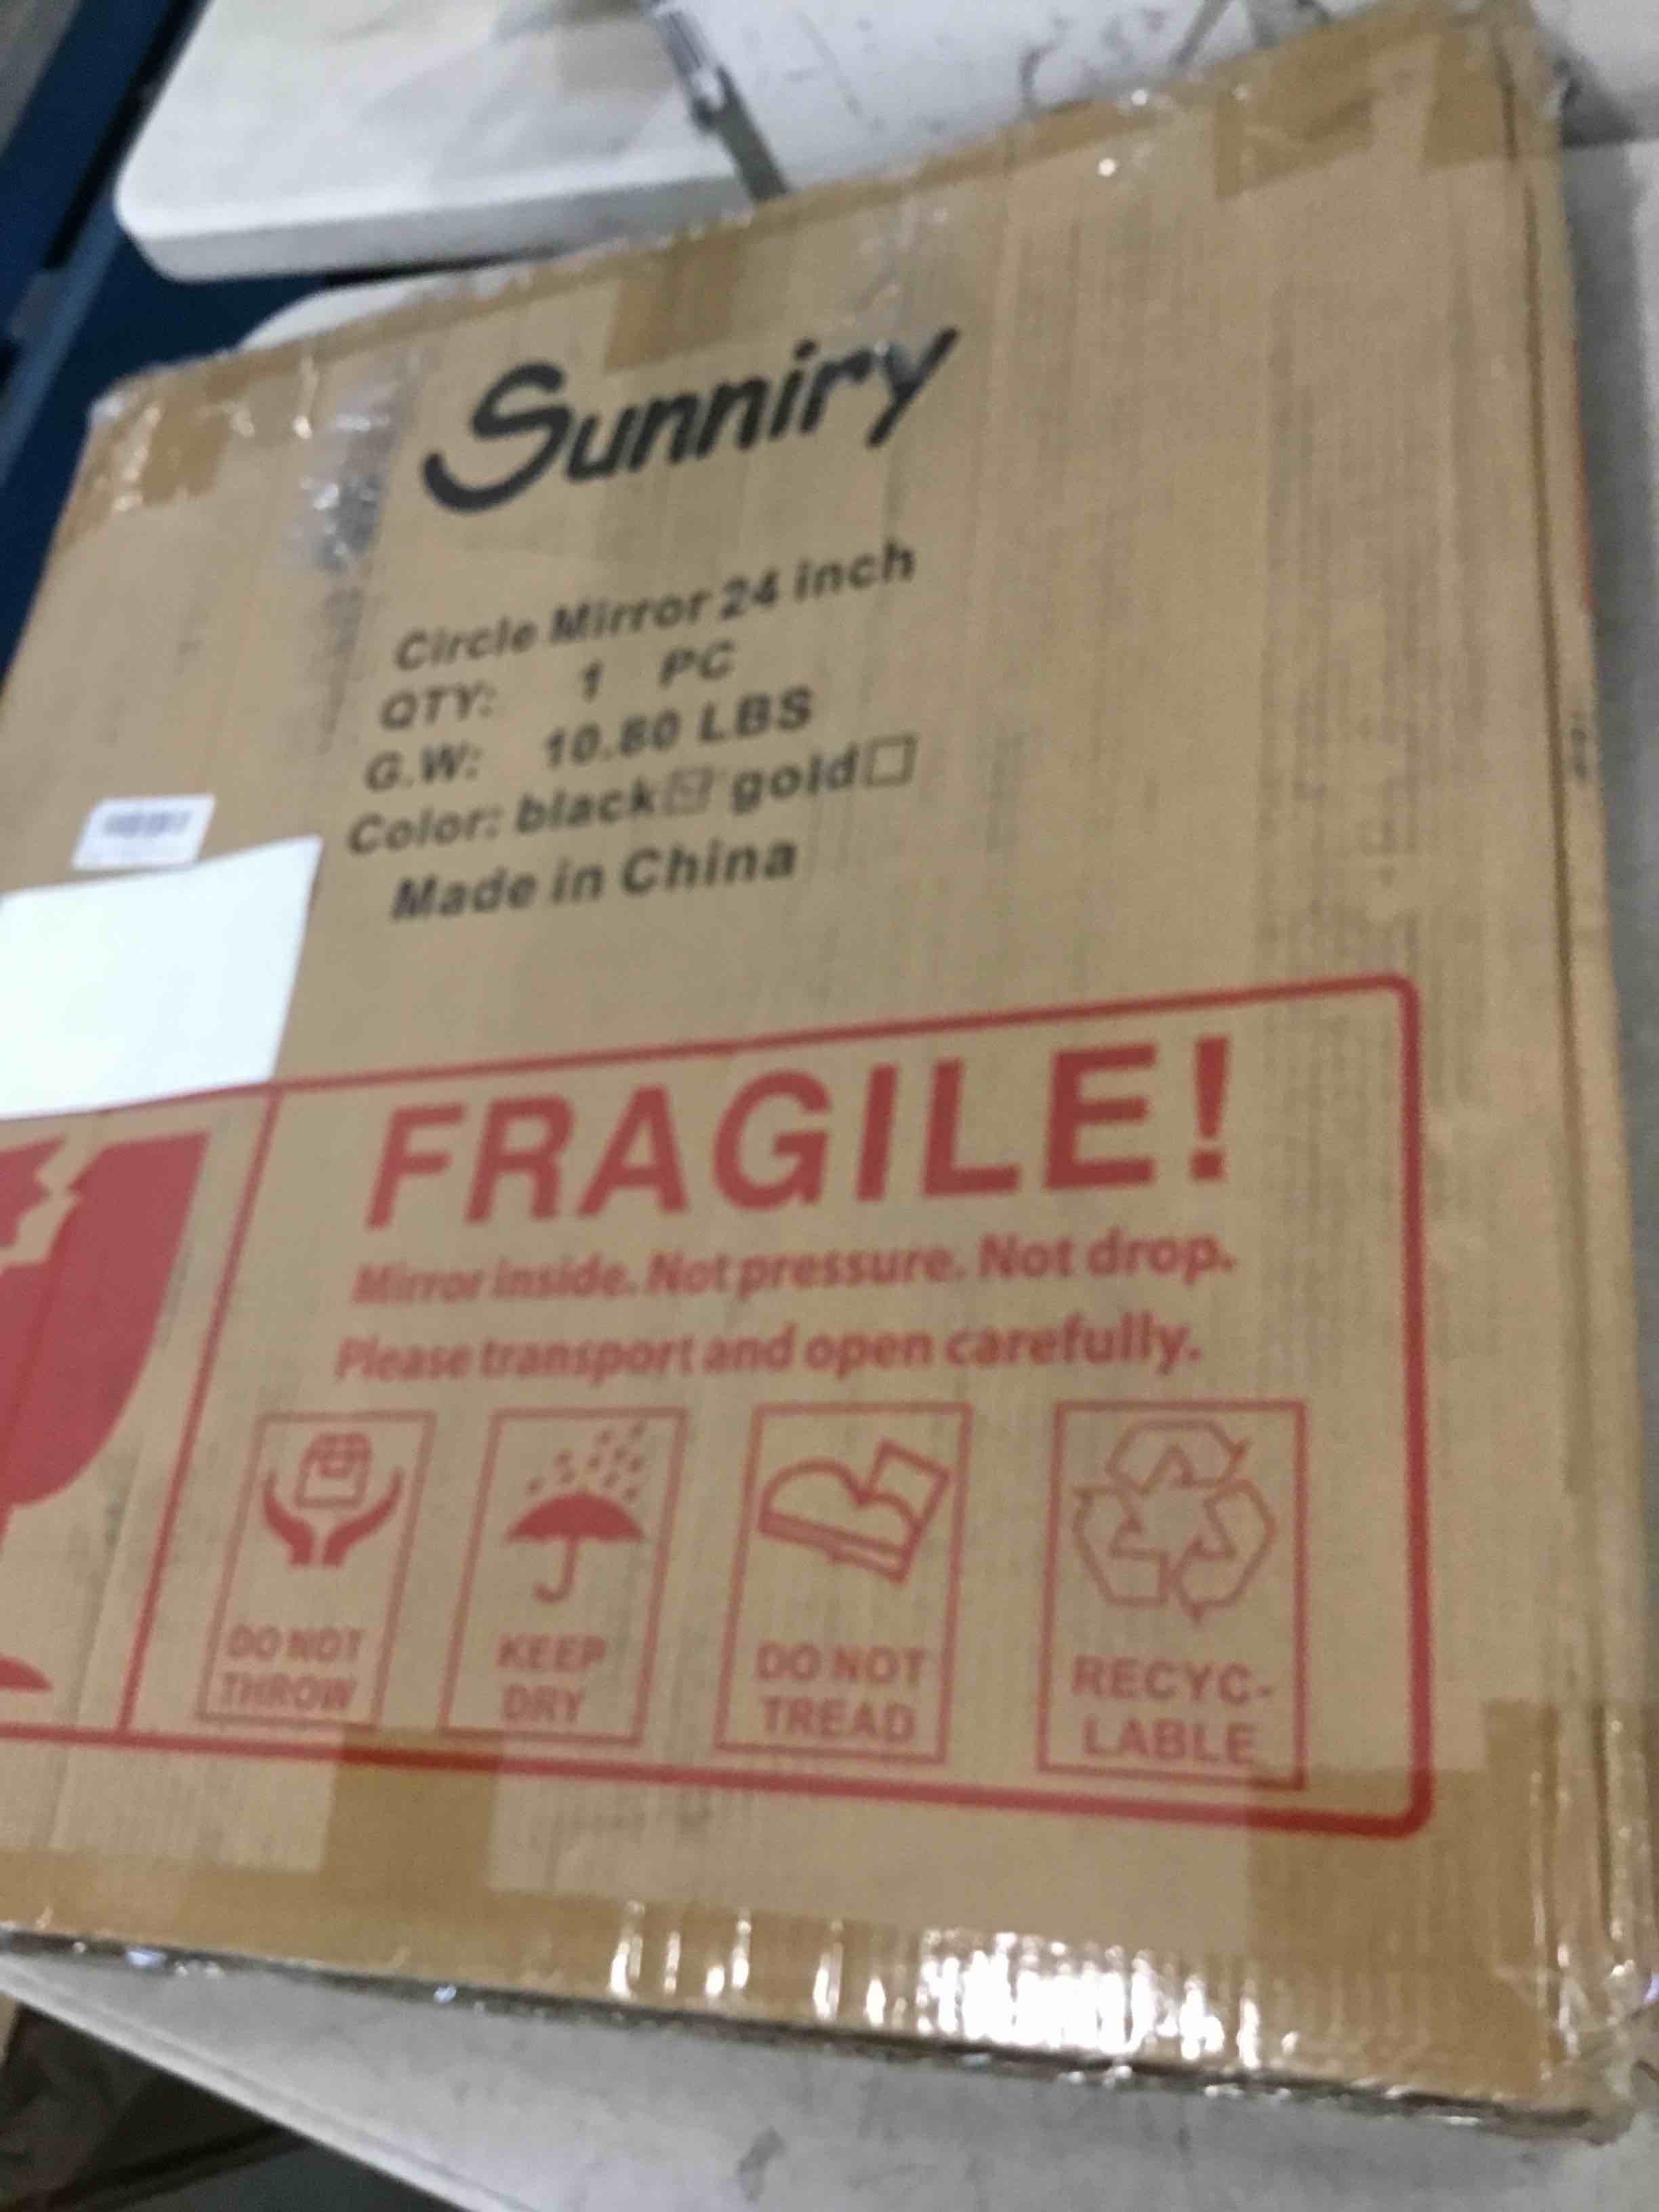 Sunniry
Circle Mirror 24 inch
QTY: 1 PC
G.W: 10.80 LBS
Color: black☑ gold☐
Made in China
FRAGILE!
Mirror inside. Not pressure. Not drop.
Please transport and open carefully.
DO NOT
THROW
KEEP
DRY
DO NOT
TREAD
RECYC-
LABLE